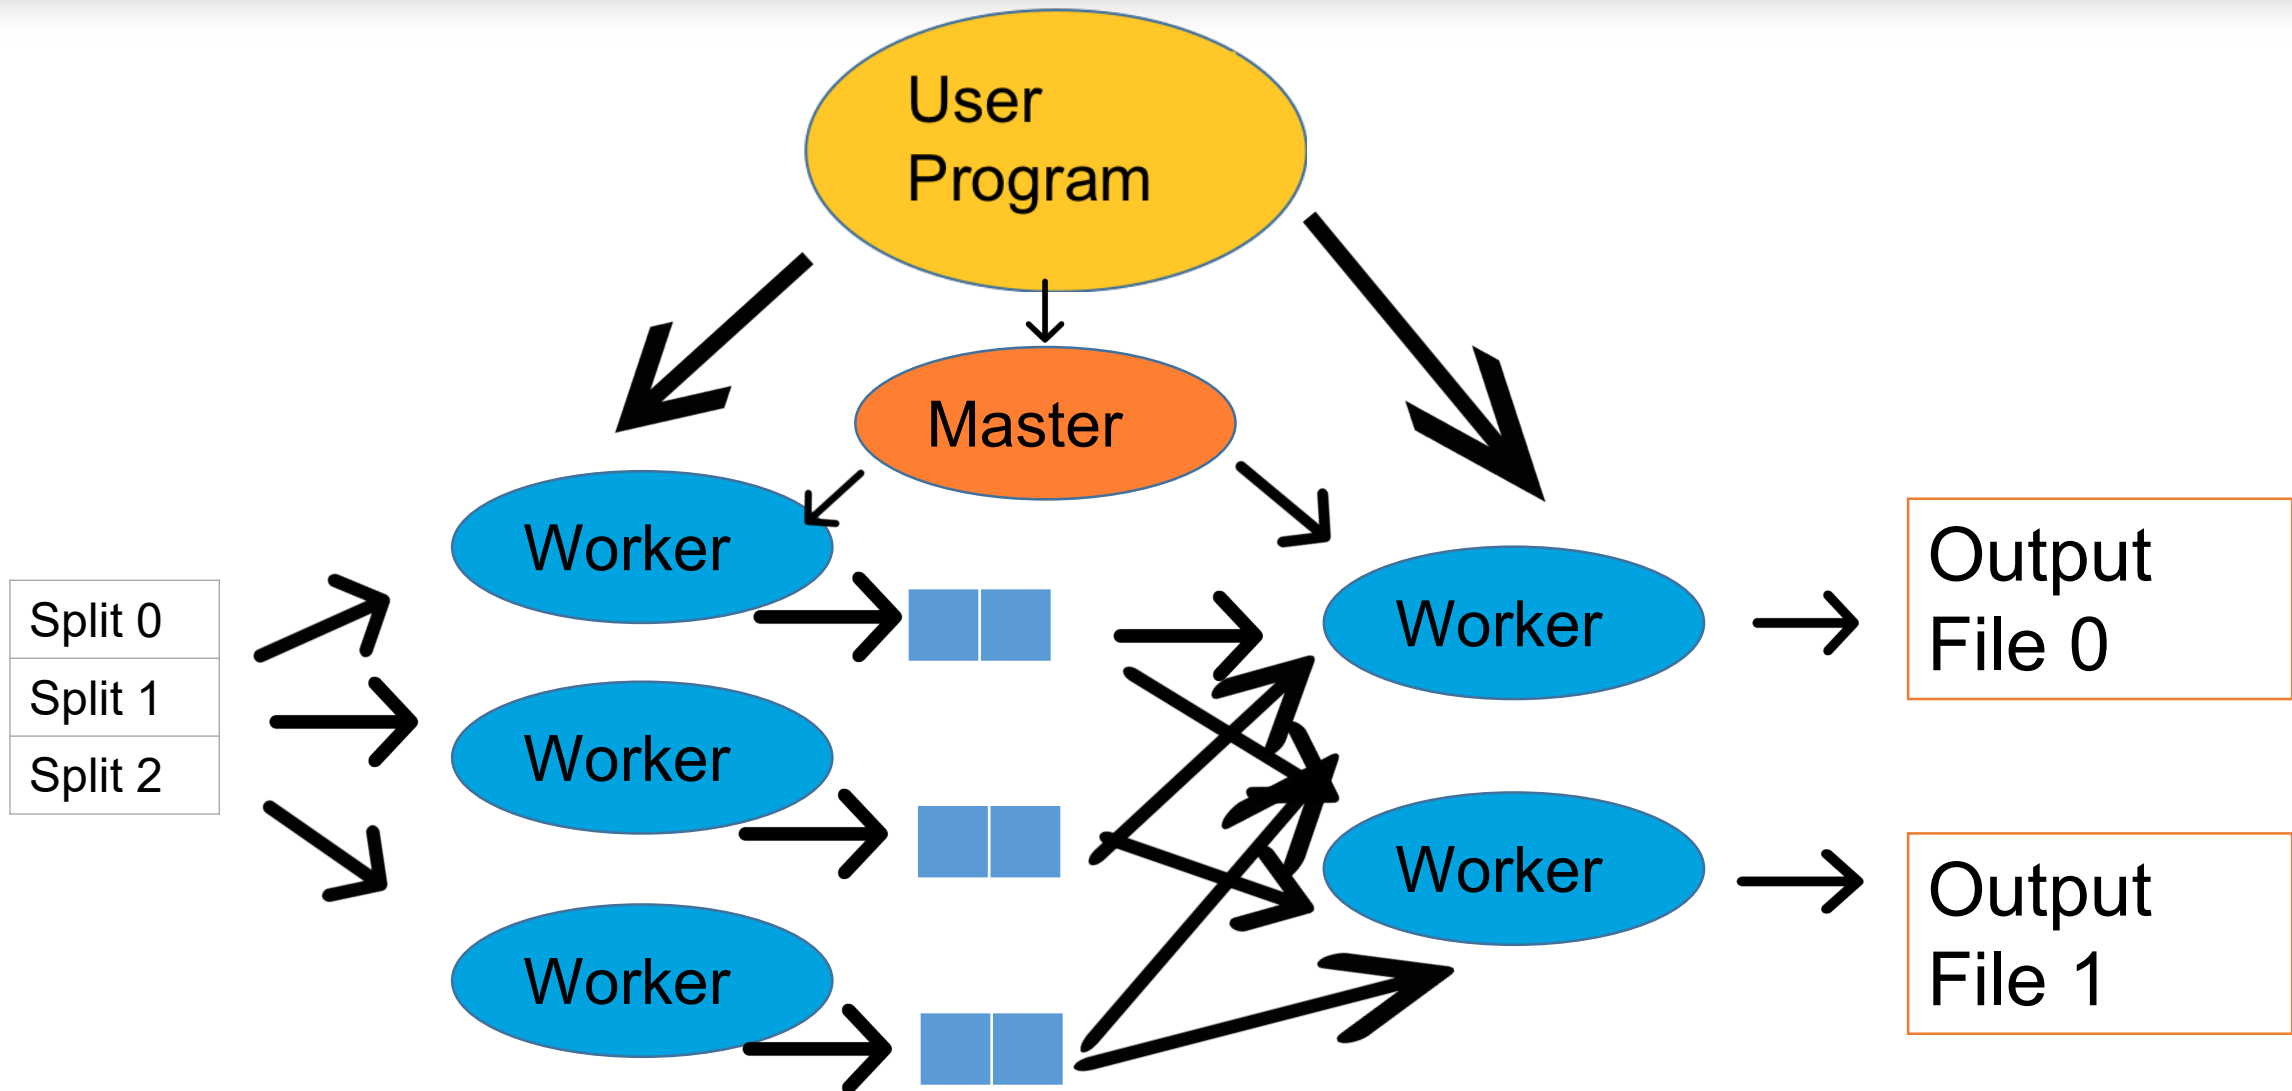 User
Program
Master
Worker
Worker
Worker
Split 0
Split 1
Split 2
Worker
Worker
Output
File 0
Output
File 1